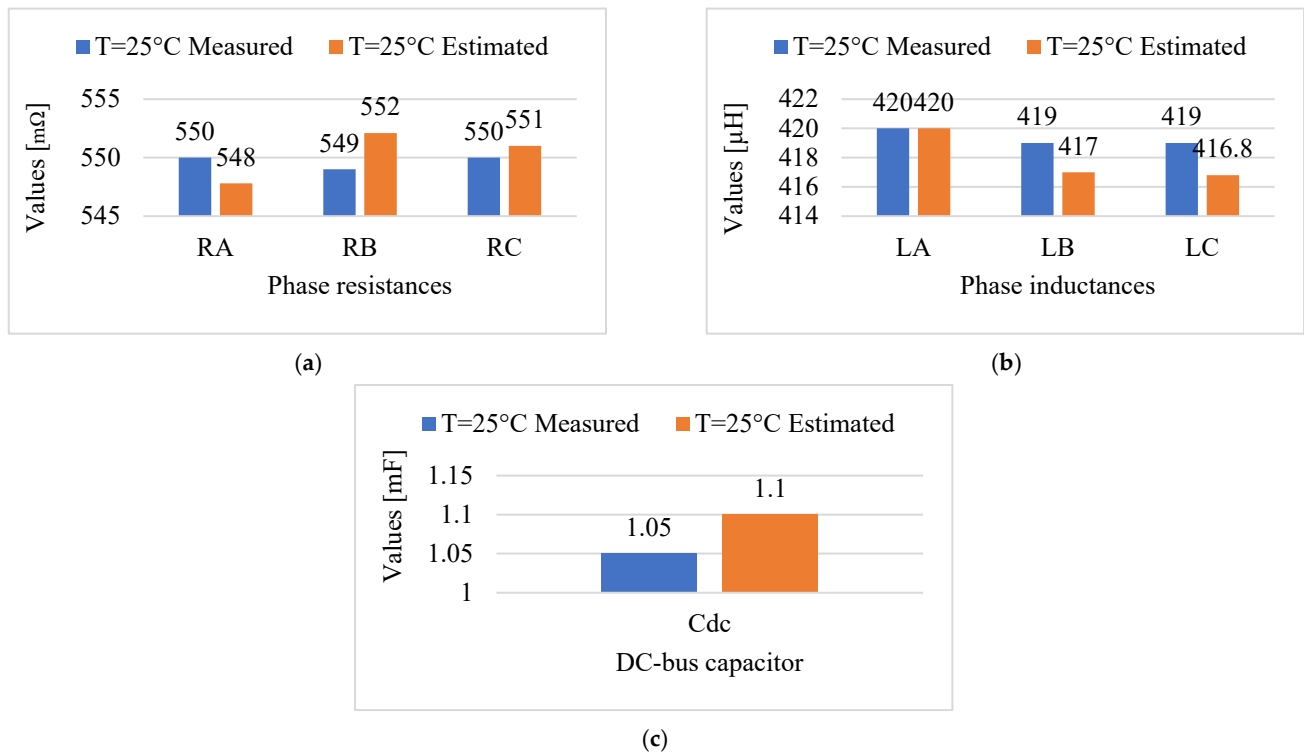 T=25°C Measured T=25°C Estimated
Values [mΩ]
555
550
545
550
548
549
552
550
551
RA RB RC
Phase resistances
(a)
T=25°C Measured T=25°C Estimated
Values [µH]
422
420
418
416
414
420
420
419
417
419
416.8
LA LB LC
Phase inductances
(b)
T=25°C Measured T=25°C Estimated
Values [mF]
1.15
1.1
1.05
1
1.05
1.1
Cdc
DC-bus capacitor
(c)